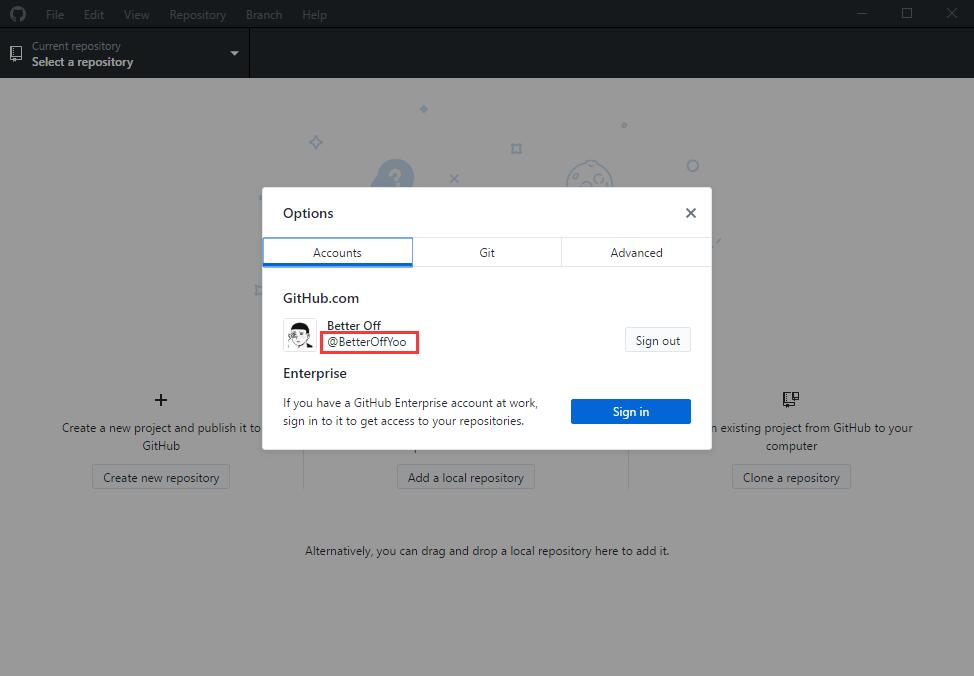 File Edit View Repository Branch Help
Current repository
Select a repository
?
Options
Accounts Git Advanced
GitHub.com
Better Off
@BetterOffYoo
Sign out
Enterprise
If you have a GitHub Enterprise account at work,
sign in to it to get access to your repositories.
Sign in
Create a new project and publish it to
GitHub
Create new repository
Add a local repository
existing project from GitHub to your
computer
Clone a repository
Alternatively, you can drag and drop a local repository here to add it.